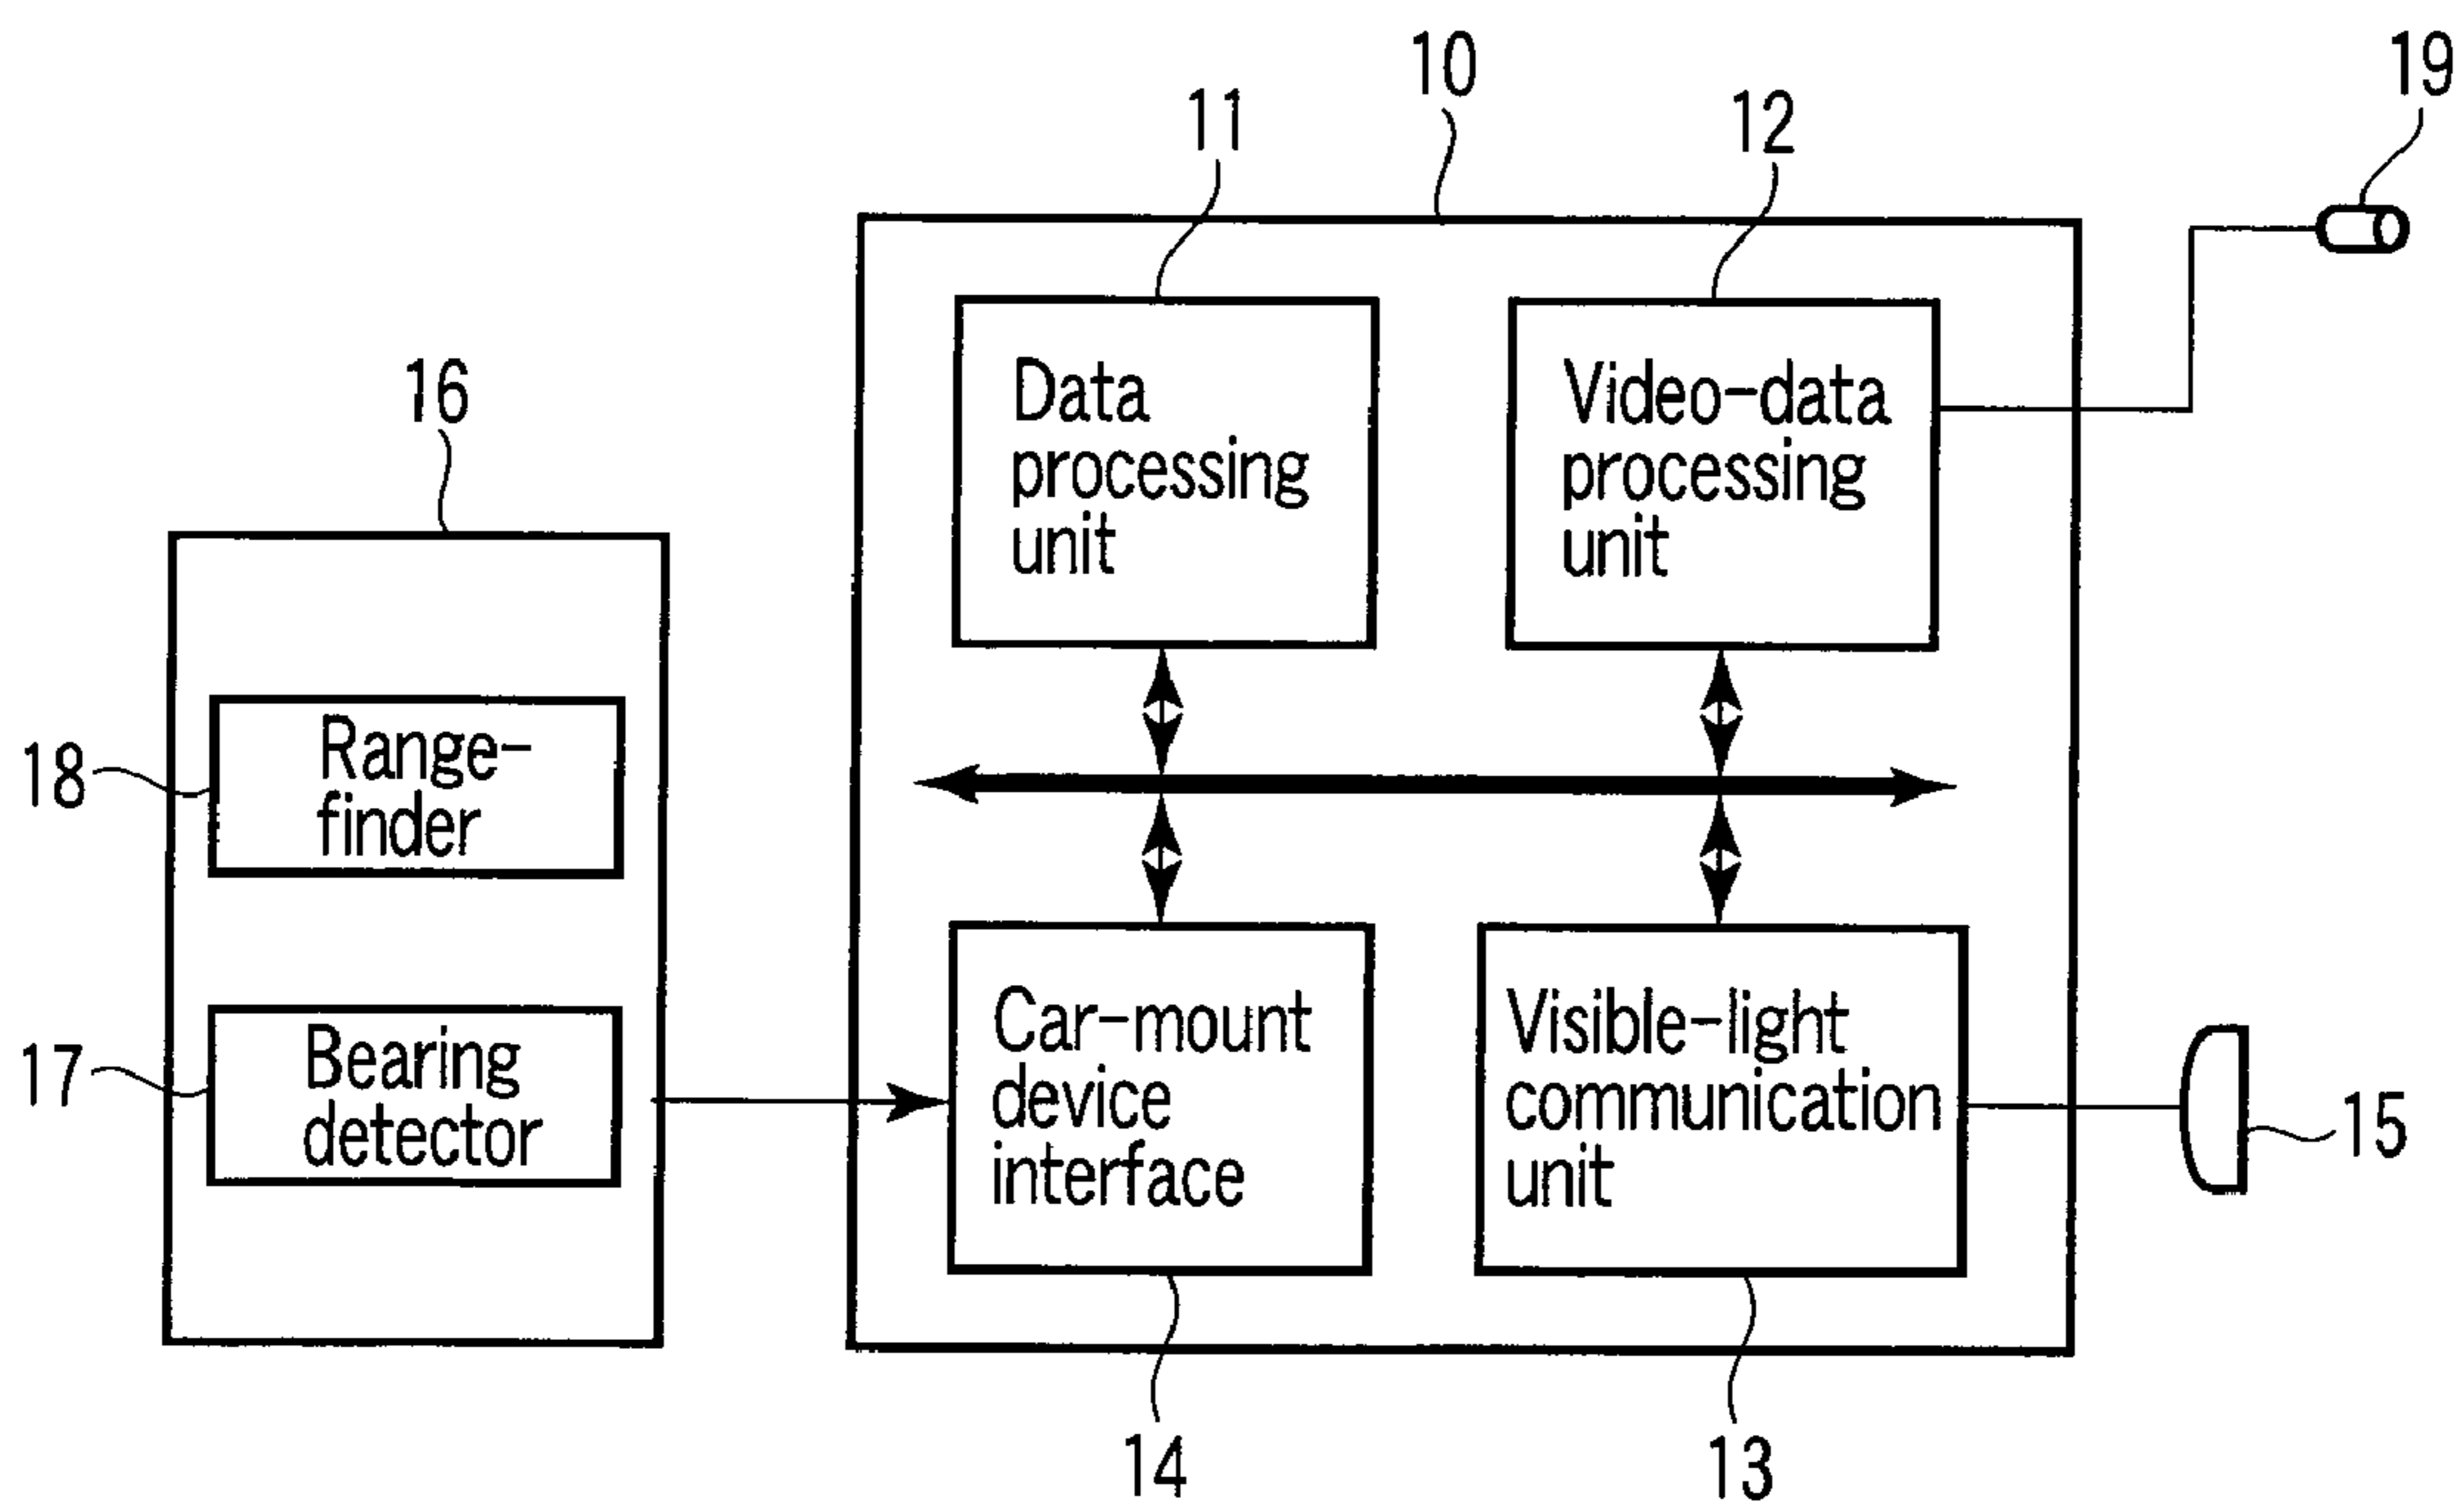 10
19
11
12
16
Data
processing
unit
Video-data
processing
unit
18
Range-
finder
17
Bearing
detector
Car-mount
device
interface
Visible-light
communication
unit
15
14
13